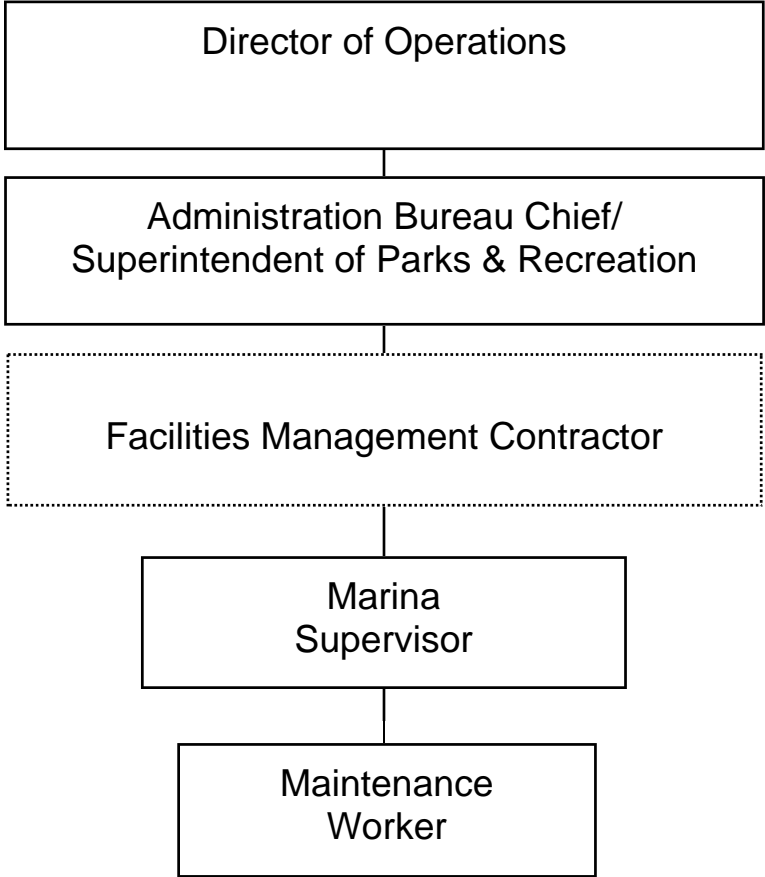 Director of Operations
Administration Bureau Chief/
Superintendent of Parks & Recreation
Facilities Management Contractor
Marina
Supervisor
Maintenance
Worker